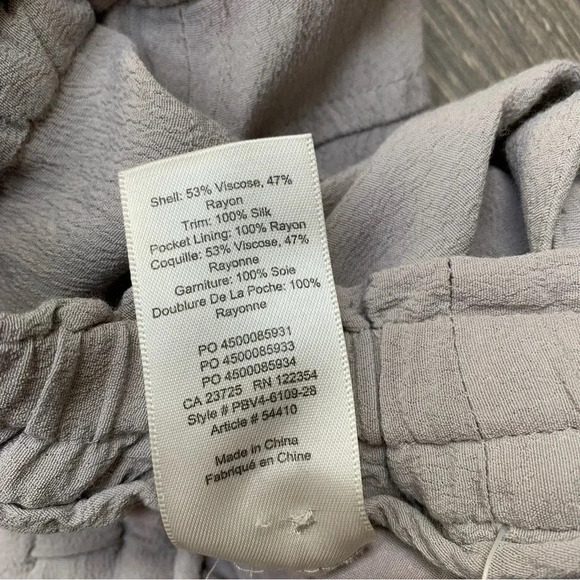 Shell: 53% Viscose, 47%
Rayon
Trim: 100% Silk
Pocket Lining: 100% Rayon
Coquille: 53% Viscose, 47%
Rayonne
Garniture: 100% Soie
Doublure De La Poche: 100%
Rayonne
PO 4500085931
PO 4500085933
PO 4500085934
CA 23725 RN 122354
Style # PBV4-6109-28
Article # 54410
Made in China
Fabriqué en Chine